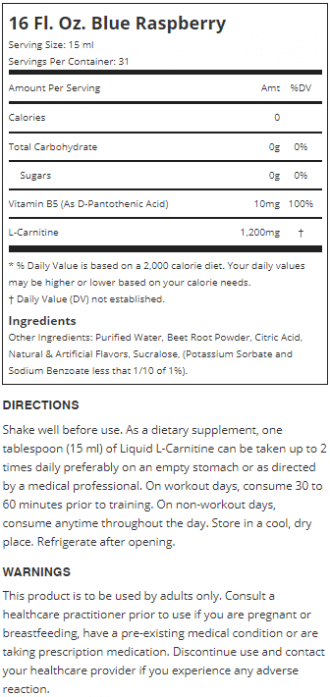 16 Fl. Oz. Blue Raspberry
Serving Size: 15 ml
Servings Per Container: 31
Amount Per Serving Amt %DV
Calories 0
Total Carbohydrate 0g 0%
Sugars 0g 0%
Vitamin B5 (As D-Pantothenic Acid) 10mg 100%
L-Carnitine 1,200mg †
* % Daily Value is based on a 2,000 calorie diet. Your daily values
may be higher or lower based on your calorie needs.
† Daily Value (DV) not established.
Ingredients
Other Ingredients: Purified Water, Beet Root Powder, Citric Acid,
Natural & Artificial Flavors, Sucralose, (Potassium Sorbate and
Sodium Benzoate less that 1/10 of 1%).
DIRECTIONS
Shake well before use. As a dietary supplement, one
tablespoon (15 ml) of Liquid L-Carnitine can be taken up to 2
times daily preferably on an empty stomach or as directed
by a medical professional. On workout days, consume 30 to
60 minutes prior to training. On non-workout days,
consume anytime throughout the day. Store in a cool, dry
place. Refrigerate after opening.
WARNINGS
This product is to be used by adults only. Consult a
healthcare practitioner prior to use if you are pregnant or
breastfeeding, have a pre-existing medical condition or are
taking prescription medication. Discontinue use and contact
your healthcare provider if you experience any adverse
reaction.